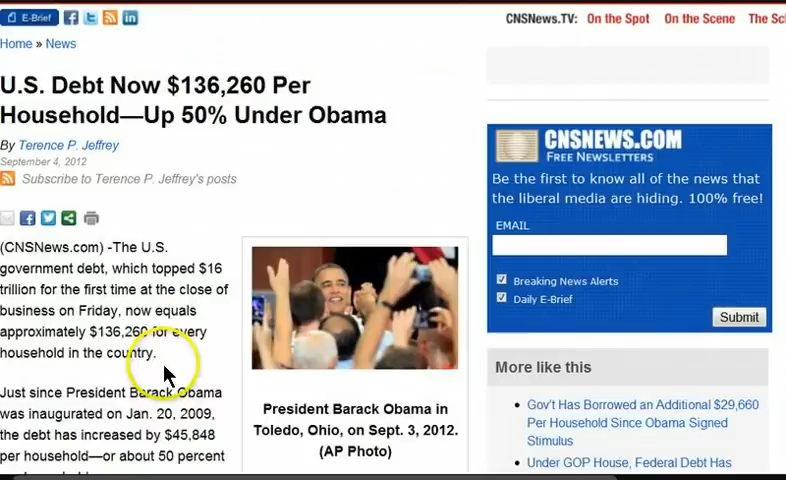 E-Brief
CNSNews.TV: On the Spot On the Scene The Sc
Home » News
U.S. Debt Now $136,260 Per
Household—Up 50% Under Obama
By Terence P. Jeffrey
September 4, 2012
Subscribe to Terence P. Jeffrey's posts
(CNSNews.com) -The U.S.
government debt, which topped $16
trillion for the first time at the close of
business on Friday, now equals
approximately $136,260 for every
household in the country.
Just since President Barack Obama
was inaugurated on Jan. 20, 2009,
the debt has increased by $45,848
per household—or about 50 percent
President Barack Obama in
Toledo, Ohio, on Sept. 3, 2012.
(AP Photo)
CNSNEWS.COM
FREE NEWSLETTERS
Be the first to know all of the news that
the liberal media are hiding. 100% free!
EMAIL
Breaking News Alerts
Daily E-Brief
Submit
More like this
Gov't Has Borrowed an Additional $29,660
Per Household Since Obama Signed
Stimulus
Under GOP House, Federal Debt Has